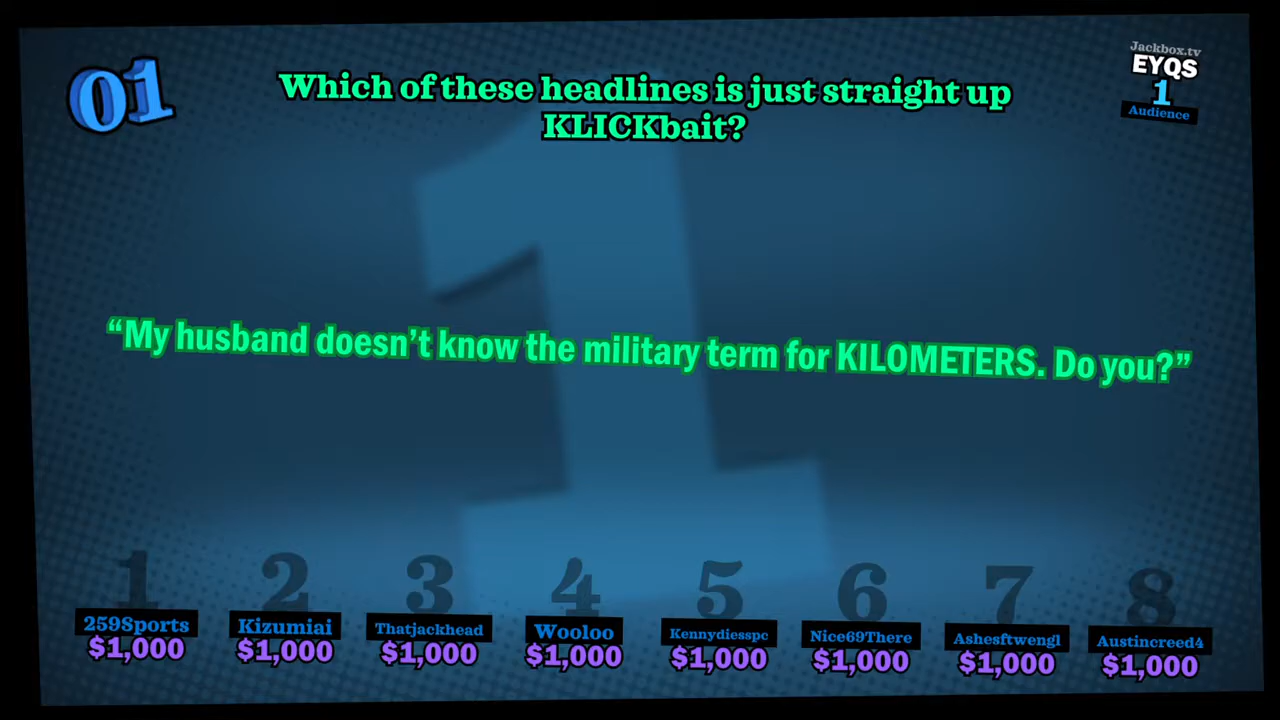 01
Which of these headlines is just straight up
KLICKbait?
Jackbox.tv
EYQS
1
Audience
1
“My husband doesn’t know the military term for KILOMETERS. Do you?”
1 2 3 4 5 6 7 8
259Sports Kizumiai Thatjackhead Wooloo Kennydiesspc Nice69There Ashesftwengl Austincreed4
$1,000 $1,000 $1,000 $1,000 $1,000 $1,000 $1,000 $1,000